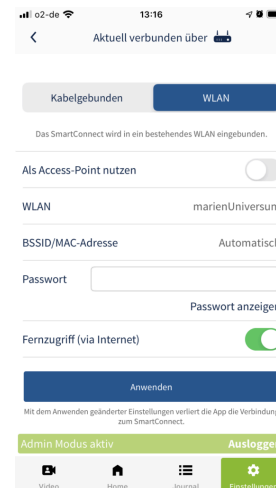 o2-de 13:16
Aktuell verbunden über
Kabelgebunden WLAN
Das SmartConnect wird in ein bestehendes WLAN eingebunden.
Als Access-Point nutzen
WLAN marienUniversum
BSSID/MAC-Adresse Automatisch
Passwort
Passwort anzeigen
Fernzugriff (via Internet)
Anwenden
Mit dem Anwenden geänderter Einstellungen verliert die App die Verbindung
zum SmartConnect.
Admin Modus aktiv Ausloggen
Video Home Journal Einstellungen